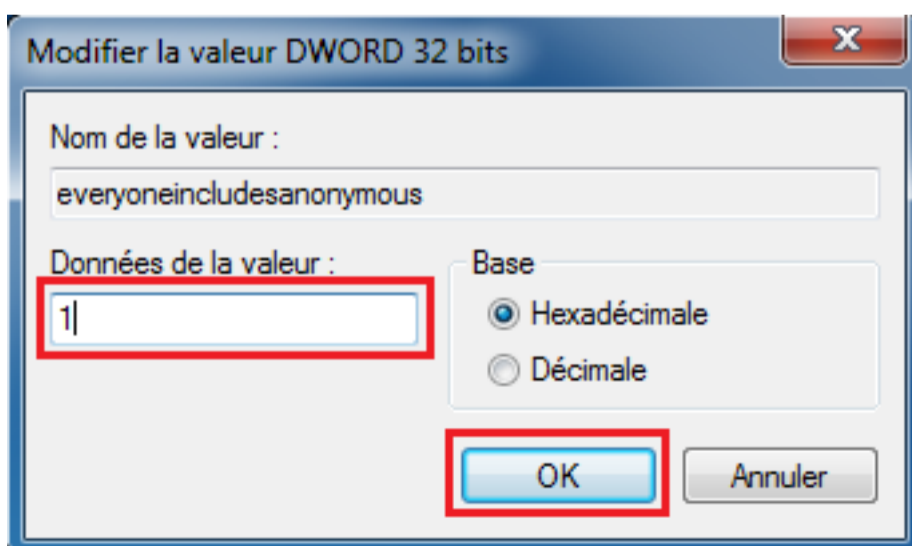 Modifier la valeur DWORD 32 bits
Nom de la valeur :
everyoneincludesanonymous
Données de la valeur :
1
Base
Hexadécimale
Décimale
OK
Annuler